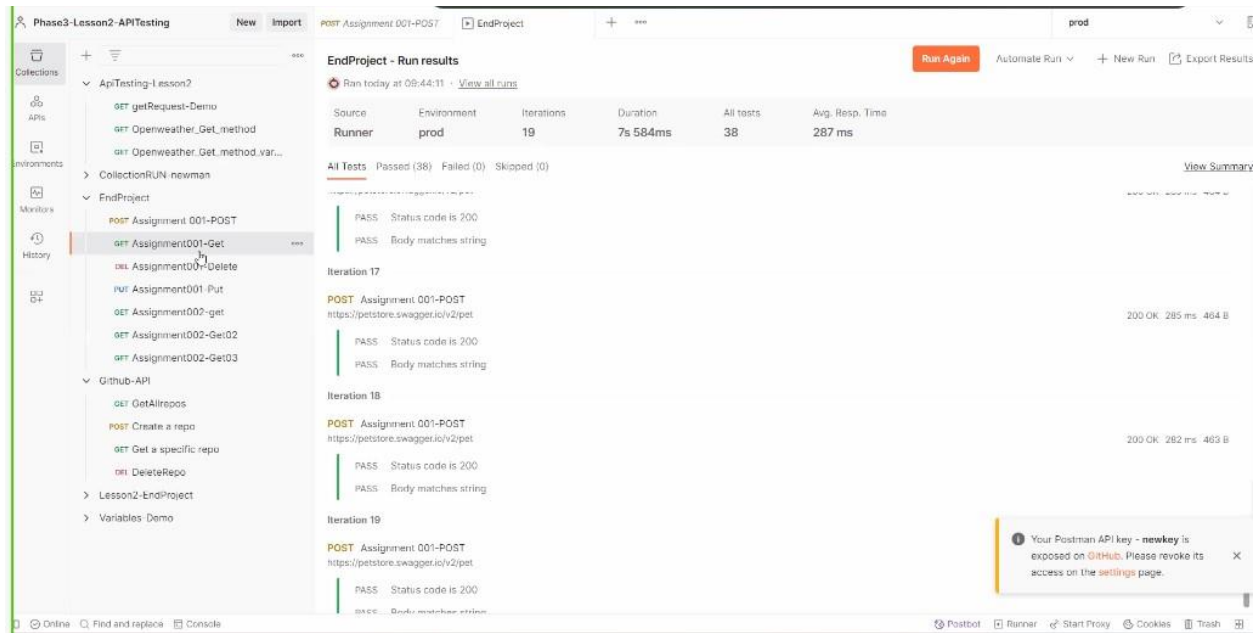 Phase3-Lesson2-APITesting New Import POST Assignment 001-POST EndProject prod
Collections
APIs
Environments
Monitors
History
ApiTesting-Lesson2
GET getRequest-Demo
GET Openweather_Get_method
GET Openweather_Get_method_var...
CollectionRUN-newman
EndProject
POST Assignment 001-POST
GET Assignment001-Get
DEL Assignment001-Delete
PUT Assignment001-Put
GET Assignment002-get
GET Assignment002-Get02
GET Assignment002-Get03
Github-API
GET GetAllrepos
POST Create a repo
GET Get a specific repo
DEL DeleteRepo
Lesson2-EndProject
Variables-Demo
EndProject - Run results
Run Again Automate Run New Run Export Results
Ran today at 09:44:11 · View all runs
Source Environment Iterations Duration All tests Avg. Resp. Time
Runner prod 19 7s 584ms 38 287 ms
All Tests Passed (38) Failed (0) Skipped (0) View Summary
PASS Status code is 200
PASS Body matches string
Iteration 17
POST Assignment 001-POST
https://petstore.swagger.io/v2/pet 200 OK 285 ms 464 B
PASS Status code is 200
PASS Body matches string
Iteration 18
POST Assignment 001-POST
https://petstore.swagger.io/v2/pet 200 OK 282 ms 463 B
PASS Status code is 200
PASS Body matches string
Iteration 19
POST Assignment 001-POST
https://petstore.swagger.io/v2/pet
PASS Status code is 200
PASS Body matches string
Your Postman API key - newkey is
exposed on GitHub. Please revoke its
access on the settings page.
Online Find and replace Console Postbot Runner Start Proxy Cookies Trash